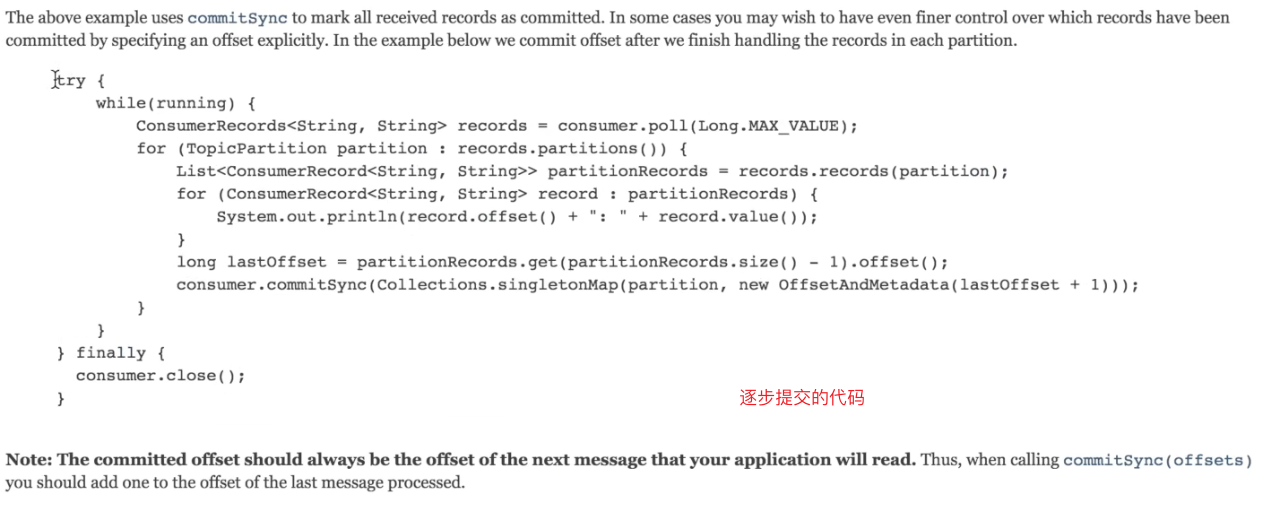 The above example uses commitSync to mark all received records as committed. In some cases you may wish to have even finer control over which records have been
committed by specifying an offset explicitly. In the example below we commit offset after we finish handling the records in each partition.
try {
while(running) {
ConsumerRecords<String, String> records = consumer.poll(Long.MAX_VALUE);
for (TopicPartition partition : records.partitions()) {
List<ConsumerRecord<String, String>> partitionRecords = records.records(partition);
for (ConsumerRecord<String, String> record : partitionRecords) {
System.out.println(record.offset() + ": " + record.value());
}
long lastOffset = partitionRecords.get(partitionRecords.size() - 1).offset();
consumer.commitSync(Collections.singletonMap(partition, new OffsetAndMetadata(lastOffset + 1)));
}
}
} finally {
consumer.close();
}
逐步提交的代码
Note: The committed offset should always be the offset of the next message that your application will read. Thus, when calling commitSync(offsets)
you should add one to the offset of the last message processed.